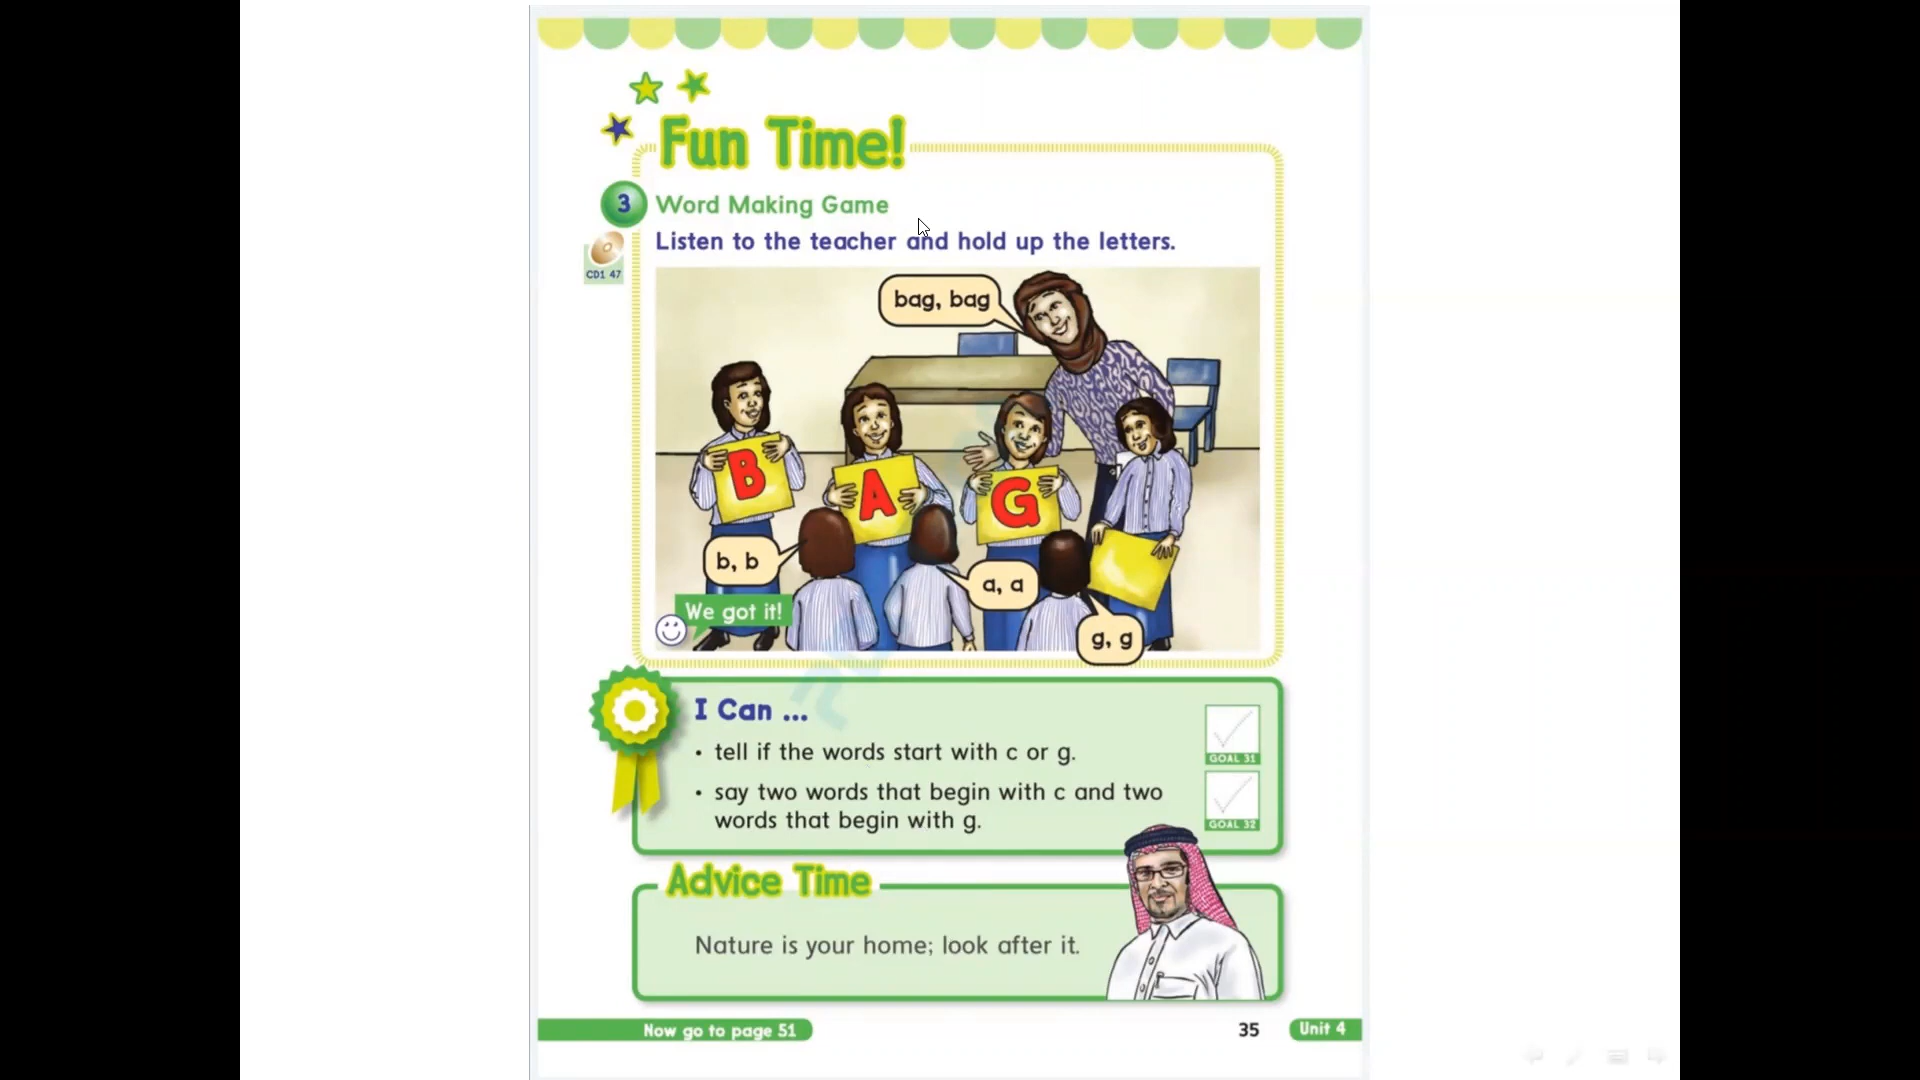 Fun Time!
3 Word Making Game
Listen to the teacher and hold up the letters.
CD1 47
bag, bag
B A G
b, b
a, a
We got it!
g, g
I Can ...
• tell if the words start with c or g.
GOAL 31
• say two words that begin with c and two
words that begin with g.
GOAL 32
Advice Time
Nature is your home; look after it.
Now go to page 51
35
Unit 4